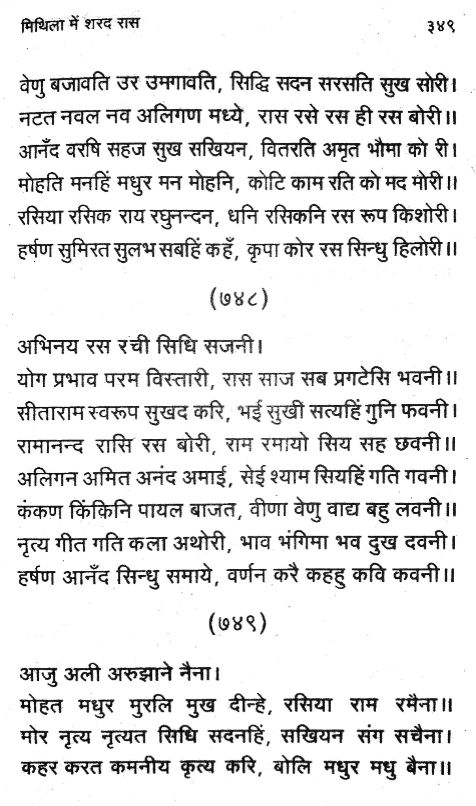 मिथिला में शरद रास ३४९
वेणु बजावति उर उमगावति, सिद्धि सदन सरसति सुख सोरी।
नटत नवल नव अलिगण मध्ये, रास रसे रस ही रस बोरी॥
आनँद वरषि सहज सुख सखियन, वितरति अमृत भौमा को री।
मोहति मनहिं मधुर मन मोहनि, कोटि काम रति को मद मोरी॥
रसिया रसिक राय रघुनन्दन, धनि रसिकनि रस रूप किशोरी।
हर्षण सुमिरत सुलभ सबहिं कहँ, कृपा कोर रस सिन्धु हिलोरी॥
(७४८)
अभिनय रस रची सिधि सजनी।
योग प्रभाव परम विस्तारी, रास साज सब प्रगटेसि भवनी॥
सीताराम स्वरूप सुखद करि, भई सुखी सत्यहिं गुनि फवनी।
रामानन्द रासि रस बोरी, राम रमायो सिय सह छवनी॥
अलिगन अमित अनंद अमाई, सेई श्याम सियहिं गति गवनी।
कंकण किंकिनि पायल बाजत, वीणा वेणु वाद्य बहु लवनी॥
नृत्य गीत गति कला अथोरी, भाव भंगिमा भव दुख दवनी।
हर्षण आनँद सिन्धु समाये, वर्णन करै कहहु कवि कवनी॥
(७४९)
आजु अली अरुझाने नैना।
मोहत मधुर मुरलि मुख दीन्हे, रसिया राम रमैना॥
मोर नृत्य नृत्यत सिधि सदनहिं, सखियन संग सचैना।
कहर करत कमनीय कृत्य करि, बोलि मधुर मधु बैना॥